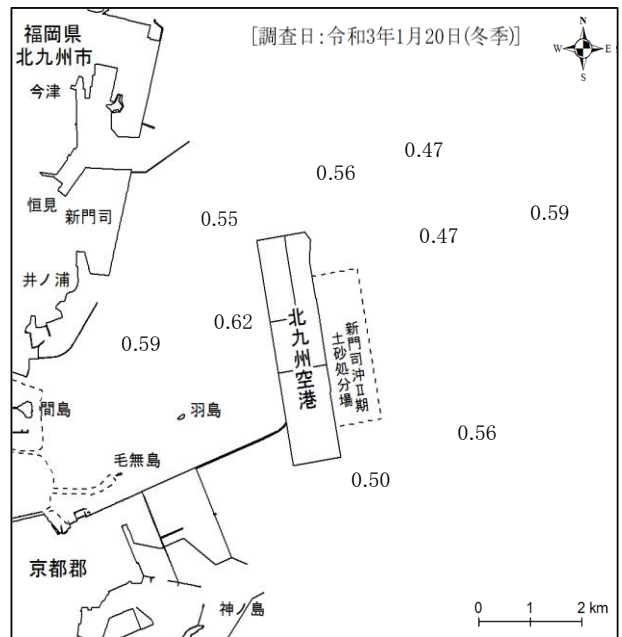 福岡県
北九州市
[調査日:令和3年1月20日(冬季)]
N
W
E
S
今津
0.47
0.56
恒見
新門司
0.55
0.59
0.47
井ノ浦
0.62
0.59
北九州空港
新門司沖Ⅱ期
土砂処分場
間島
羽島
0.56
毛無島
0.50
京都郡
神ノ島
0 1 2 km